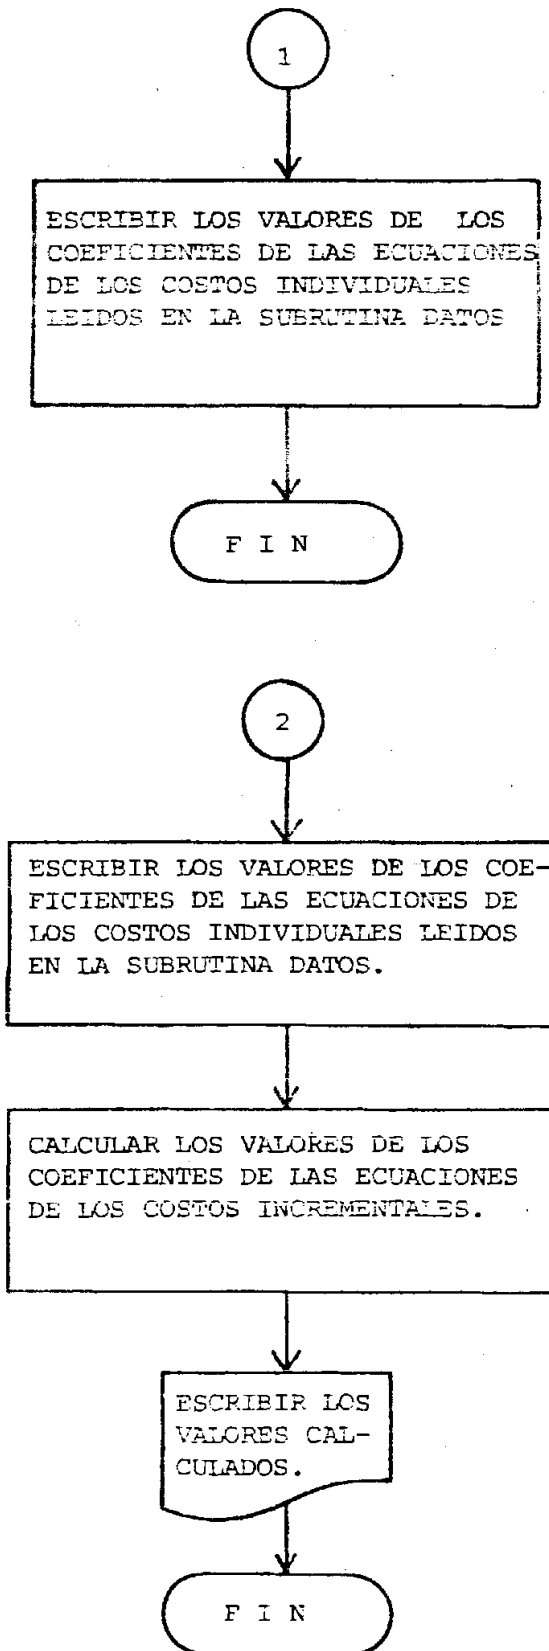 1
ESCRIBIR LOS VALORES DE LOS
COEFICIENTES DE LAS ECUACIONES
DE LOS COSTOS INDIVIDUALES
LEIDOS EN LA SUBRUTINA DATOS
F I N
2
ESCRIBIR LOS VALORES DE LOS COE-
FICIENTES DE LAS ECUACIONES DE
LOS COSTOS INDIVIDUALES LEIDOS
EN LA SUBRUTINA DATOS.
CALCULAR LOS VALORES DE LOS
COEFICIENTES DE LAS ECUACIONES
DE LOS COSTOS INCREMENTALES.
ESCRIBIR LOS
VALORES CAL-
CULADOS.
F I N